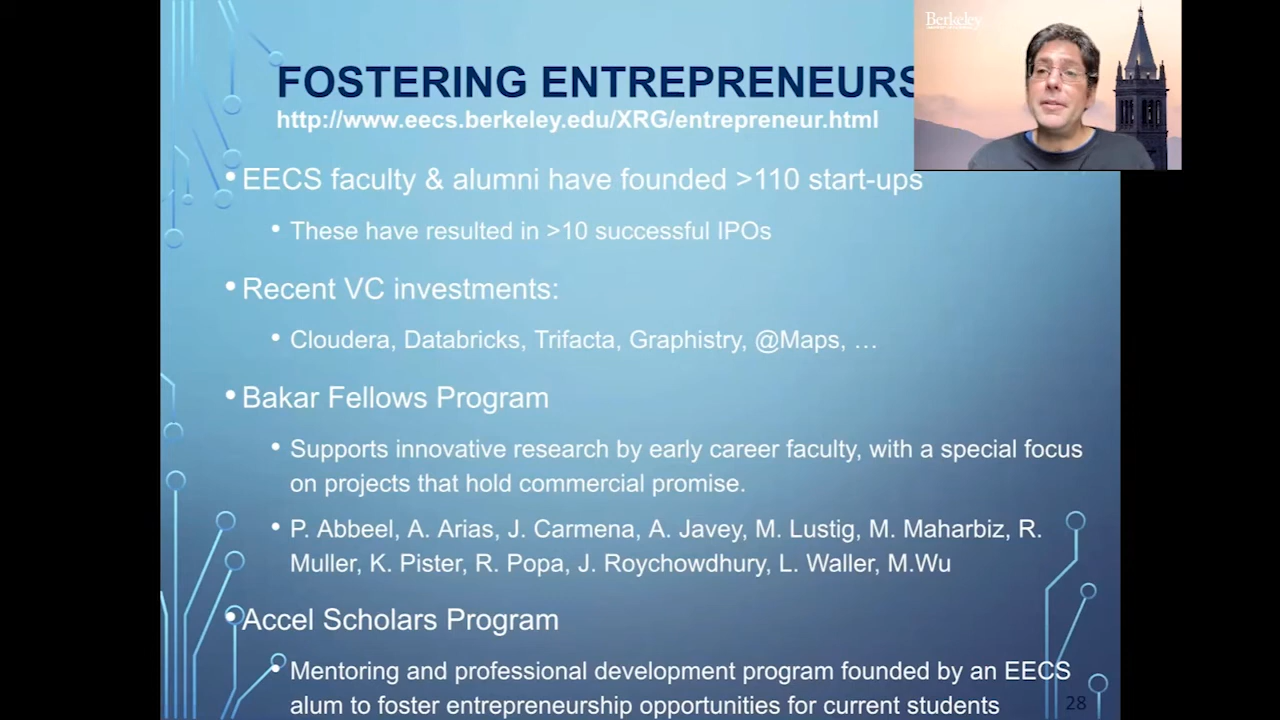 Berkeley
FOSTERING ENTREPRENEURS
http://www.eecs.berkeley.edu/XRG/entrepreneur.html
• EECS faculty & alumni have founded >110 start-ups
• These have resulted in >10 successful IPOs
• Recent VC investments:
• Cloudera, Databricks, Trifacta, Graphistry, @Maps, …
• Bakar Fellows Program
• Supports innovative research by early career faculty, with a special focus
on projects that hold commercial promise.
• P. Abbeel, A. Arias, J. Carmena, A. Javey, M. Lustig, M. Maharbiz, R.
Muller, K. Pister, R. Popa, J. Roychowdhury, L. Waller, M.Wu
• Accel Scholars Program
• Mentoring and professional development program founded by an EECS
alum to foster entrepreneurship opportunities for current students
28